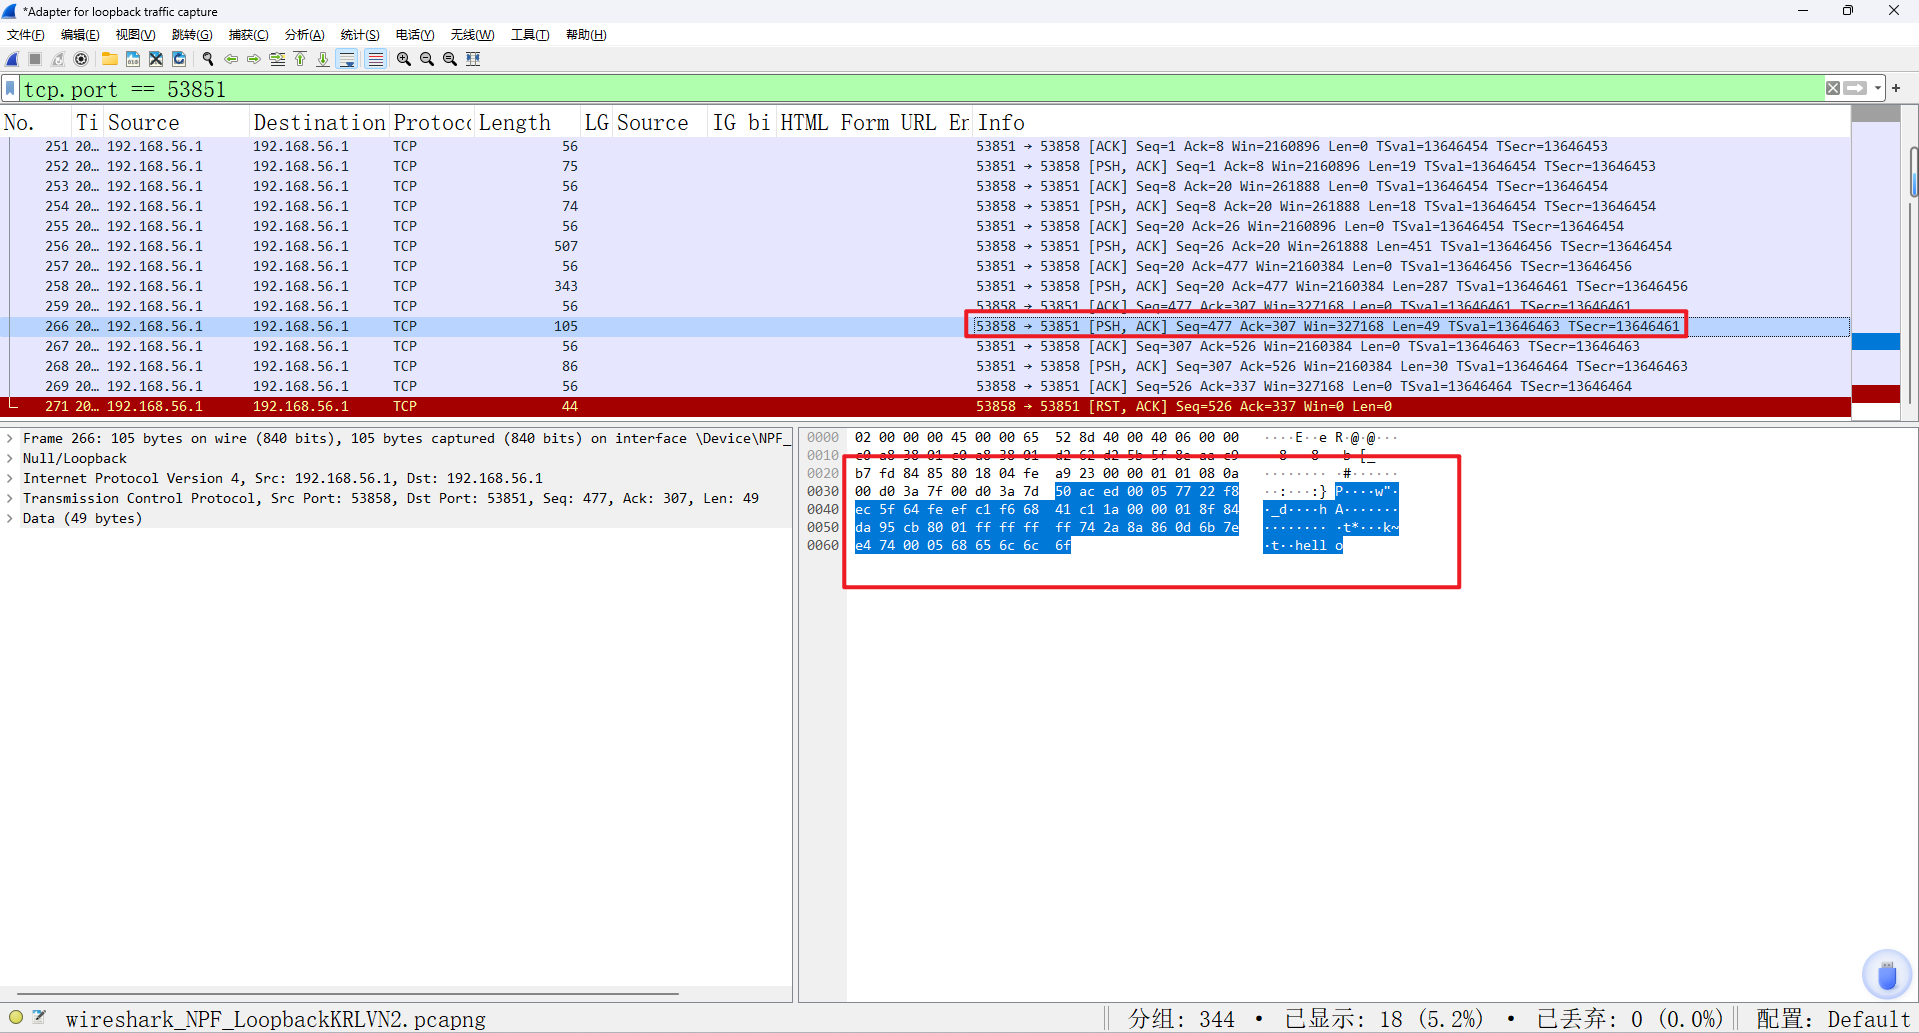 *Adapter for loopback traffic capture
文件(F) 编辑(E) 视图(V) 跳转(G) 捕获(C) 分析(A) 统计(S) 电话(Y) 无线(W) 工具(T) 帮助(H)
tcp.port == 53851
No. Ti Source Destination Protoc Length LG Source IG bi HTML Form URL En Info
251 20… 192.168.56.1 192.168.56.1 TCP 56 53851 → 53858 [ACK] Seq=1 Ack=8 Win=2160896 Len=0 TSval=13646454 TSecr=13646453
252 20… 192.168.56.1 192.168.56.1 TCP 75 53851 → 53858 [PSH, ACK] Seq=1 Ack=8 Win=2160896 Len=19 TSval=13646454 TSecr=13646453
253 20… 192.168.56.1 192.168.56.1 TCP 56 53858 → 53851 [ACK] Seq=8 Ack=20 Win=261888 Len=0 TSval=13646454 TSecr=13646454
254 20… 192.168.56.1 192.168.56.1 TCP 74 53858 → 53851 [PSH, ACK] Seq=8 Ack=20 Win=261888 Len=18 TSval=13646454 TSecr=13646454
255 20… 192.168.56.1 192.168.56.1 TCP 56 53851 → 53858 [ACK] Seq=20 Ack=26 Win=2160896 Len=0 TSval=13646454 TSecr=13646454
256 20… 192.168.56.1 192.168.56.1 TCP 507 53858 → 53851 [PSH, ACK] Seq=26 Ack=20 Win=261888 Len=451 TSval=13646456 TSecr=13646454
257 20… 192.168.56.1 192.168.56.1 TCP 56 53851 → 53858 [ACK] Seq=20 Ack=477 Win=2160384 Len=0 TSval=13646456 TSecr=13646456
258 20… 192.168.56.1 192.168.56.1 TCP 343 53851 → 53858 [PSH, ACK] Seq=20 Ack=477 Win=2160384 Len=287 TSval=13646461 TSecr=13646456
259 20… 192.168.56.1 192.168.56.1 TCP 56 53858 → 53851 [ACK] Seq=477 Ack=307 Win=327168 Len=0 TSval=13646461 TSecr=13646461
266 20… 192.168.56.1 192.168.56.1 TCP 105 53858 → 53851 [PSH, ACK] Seq=477 Ack=307 Win=327168 Len=49 TSval=13646463 TSecr=13646461
267 20… 192.168.56.1 192.168.56.1 TCP 56 53851 → 53858 [ACK] Seq=307 Ack=526 Win=2160384 Len=0 TSval=13646463 TSecr=13646463
268 20… 192.168.56.1 192.168.56.1 TCP 86 53851 → 53858 [PSH, ACK] Seq=307 Ack=526 Win=2160384 Len=30 TSval=13646464 TSecr=13646463
269 20… 192.168.56.1 192.168.56.1 TCP 56 53858 → 53851 [ACK] Seq=526 Ack=337 Win=327168 Len=0 TSval=13646464 TSecr=13646464
271 20… 192.168.56.1 192.168.56.1 TCP 44 53858 → 53851 [RST, ACK] Seq=526 Ack=337 Win=0 Len=0
Frame 266: 105 bytes on wire (840 bits), 105 bytes captured (840 bits) on interface \Device\NPF_
Null/Loopback
Internet Protocol Version 4, Src: 192.168.56.1, Dst: 192.168.56.1
Transmission Control Protocol, Src Port: 53858, Dst Port: 53851, Seq: 477, Ack: 307, Len: 49
Data (49 bytes)
0000 02 00 00 00 45 00 00 65 52 8d 40 00 40 06 00 00 ····E··e R·@·@···
0010 c0 a8 38 01 c0 a8 38 01 d2 62 d2 5b 5f 8e aa c9 ··8···8· ·b·[_···
0020 b7 fd 84 85 80 18 04 fe a9 23 00 00 01 01 08 0a ········ ·#······
0030 00 d0 3a 7f 00 d0 3a 7d 50 ac ed 00 05 77 22 f8 ··:···:} P····w"·
0040 ec 5f 64 fe ef c1 f6 68 41 c1 1a 00 00 01 8f 84 ·_d····h A·······
0050 da 95 cb 80 01 ff ff ff ff 74 2a 8a 86 0d 6b 7e ········ ·t*···k~
0060 e4 74 00 05 68 65 6c 6c 6f ·t··hell o
wireshark_NPF_LoopbackKRLVN2.pcapng
分组: 344 · 已显示: 18 (5.2%) · 已丢弃: 0 (0.0%)
配置: Default